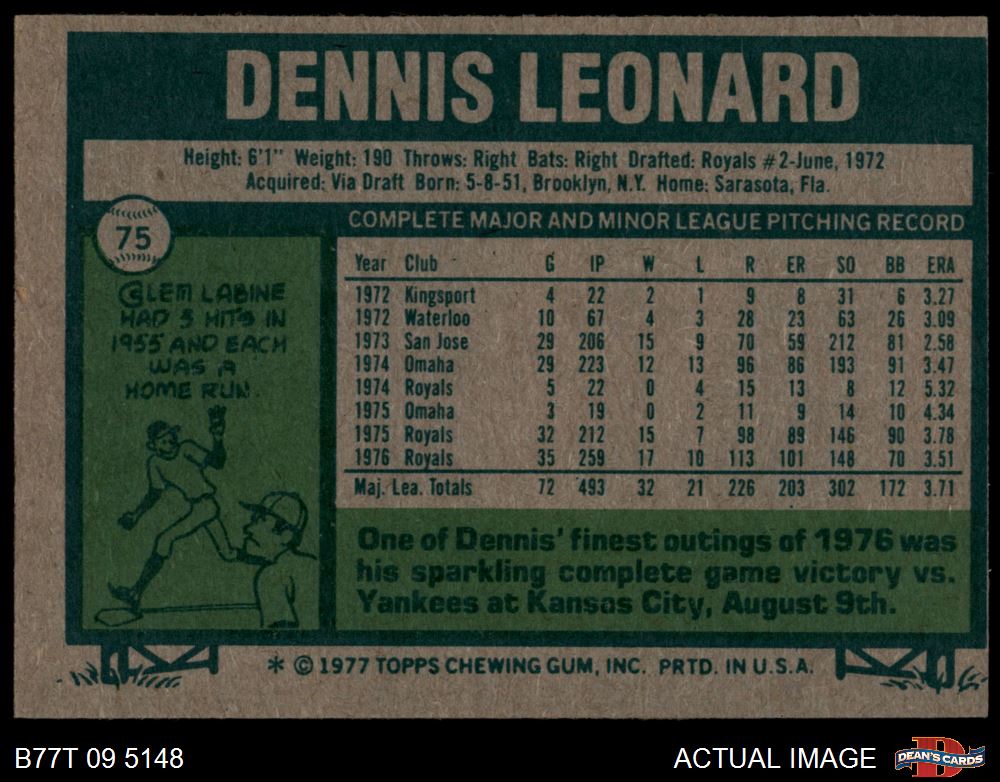 DENNIS LEONARD
Height: 6'1" Weight: 190 Throws: Right Bats: Right Drafted: Royals #2-June, 1972
Acquired: Via Draft Born: 5-8-51, Brooklyn, N.Y. Home: Sarasota, Fla.
75
COMPLETE MAJOR AND MINOR LEAGUE PITCHING RECORD
Year Club G IP W L R ER SO BB ERA
1972 Kingsport 4 22 2 1 9 8 31 6 3.27
1972 Waterloo 10 67 4 3 28 23 63 26 3.09
1973 San Jose 29 206 15 9 70 59 212 81 2.58
1974 Omaha 29 223 12 13 96 86 193 91 3.47
1974 Royals 5 22 0 4 15 13 8 12 5.32
1975 Omaha 3 19 0 2 11 9 14 10 4.34
1975 Royals 32 212 15 7 98 89 146 90 3.78
1976 Royals 35 259 17 10 113 101 148 70 3.51
Maj. Lea. Totals 72 493 32 21 226 203 302 172 3.71
CLEM LABINE
HAD 3 HITS IN
1955 AND EACH
WAS A
HOME RUN.
One of Dennis' finest outings of 1976 was
his sparkling complete game victory vs.
Yankees at Kansas City, August 9th.
* © 1977 TOPPS CHEWING GUM, INC. PRTD. IN U.S.A.
B77T 09 5148
ACTUAL IMAGE
D
DEAN'S CARDS